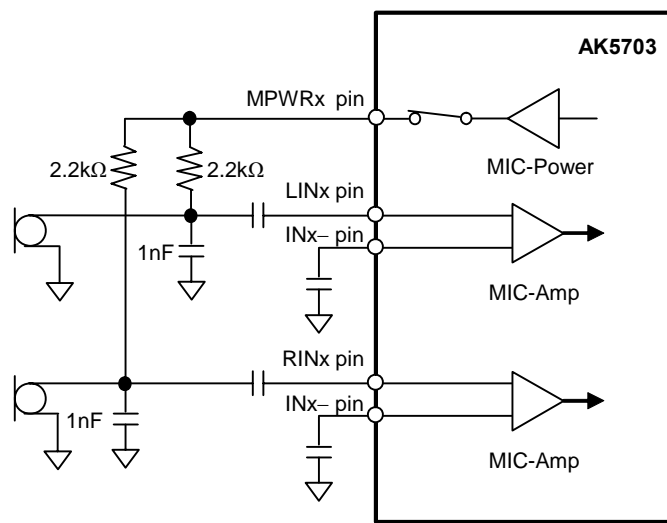 AK5703
MPWRx pin
2.2kΩ
2.2kΩ
MIC-Power
LINx pin
1nF
INx− pin
MIC-Amp
RINx pin
1nF
INx− pin
MIC-Amp